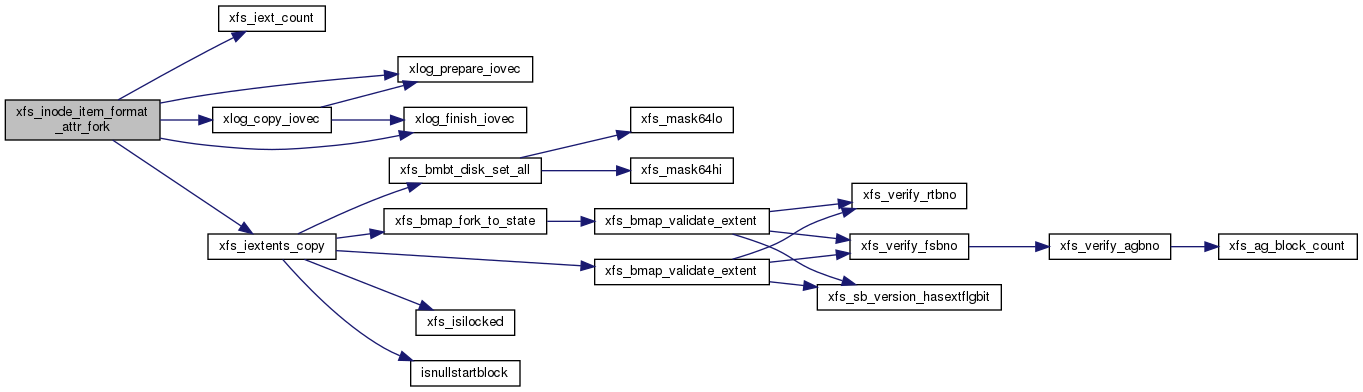 xfs_iext_count
xlog_prepare_iovec
xfs_inode_item_format
_attr_fork
xlog_copy_iovec
xlog_finish_iovec
xfs_mask64lo
xfs_bmbt_disk_set_all
xfs_mask64hi
xfs_verify_rtbno
xfs_bmap_fork_to_state
xfs_bmap_validate_extent
xfs_iextents_copy
xfs_verify_fsbno
xfs_verify_agbno
xfs_ag_block_count
xfs_bmap_validate_extent
xfs_sb_version_hasextflgbit
xfs_isilocked
isnullstartblock